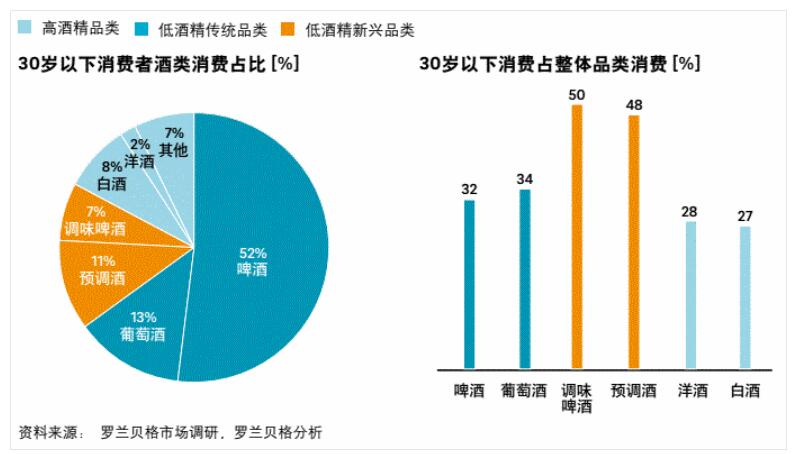 高酒精品类 低酒精传统品类 低酒精新兴品类
30岁以下消费者酒类消费占比 [%]
7%
其他
2%
洋酒
8%
白酒
7%
调味啤酒
11%
预调酒
13%
葡萄酒
52%
啤酒
30岁以下消费占整体品类消费 [%]
32 34 50 48 28 27
啤酒 葡萄酒 调味 预调酒 洋酒 白酒
啤酒
资料来源： 罗兰贝格市场调研，罗兰贝格分析